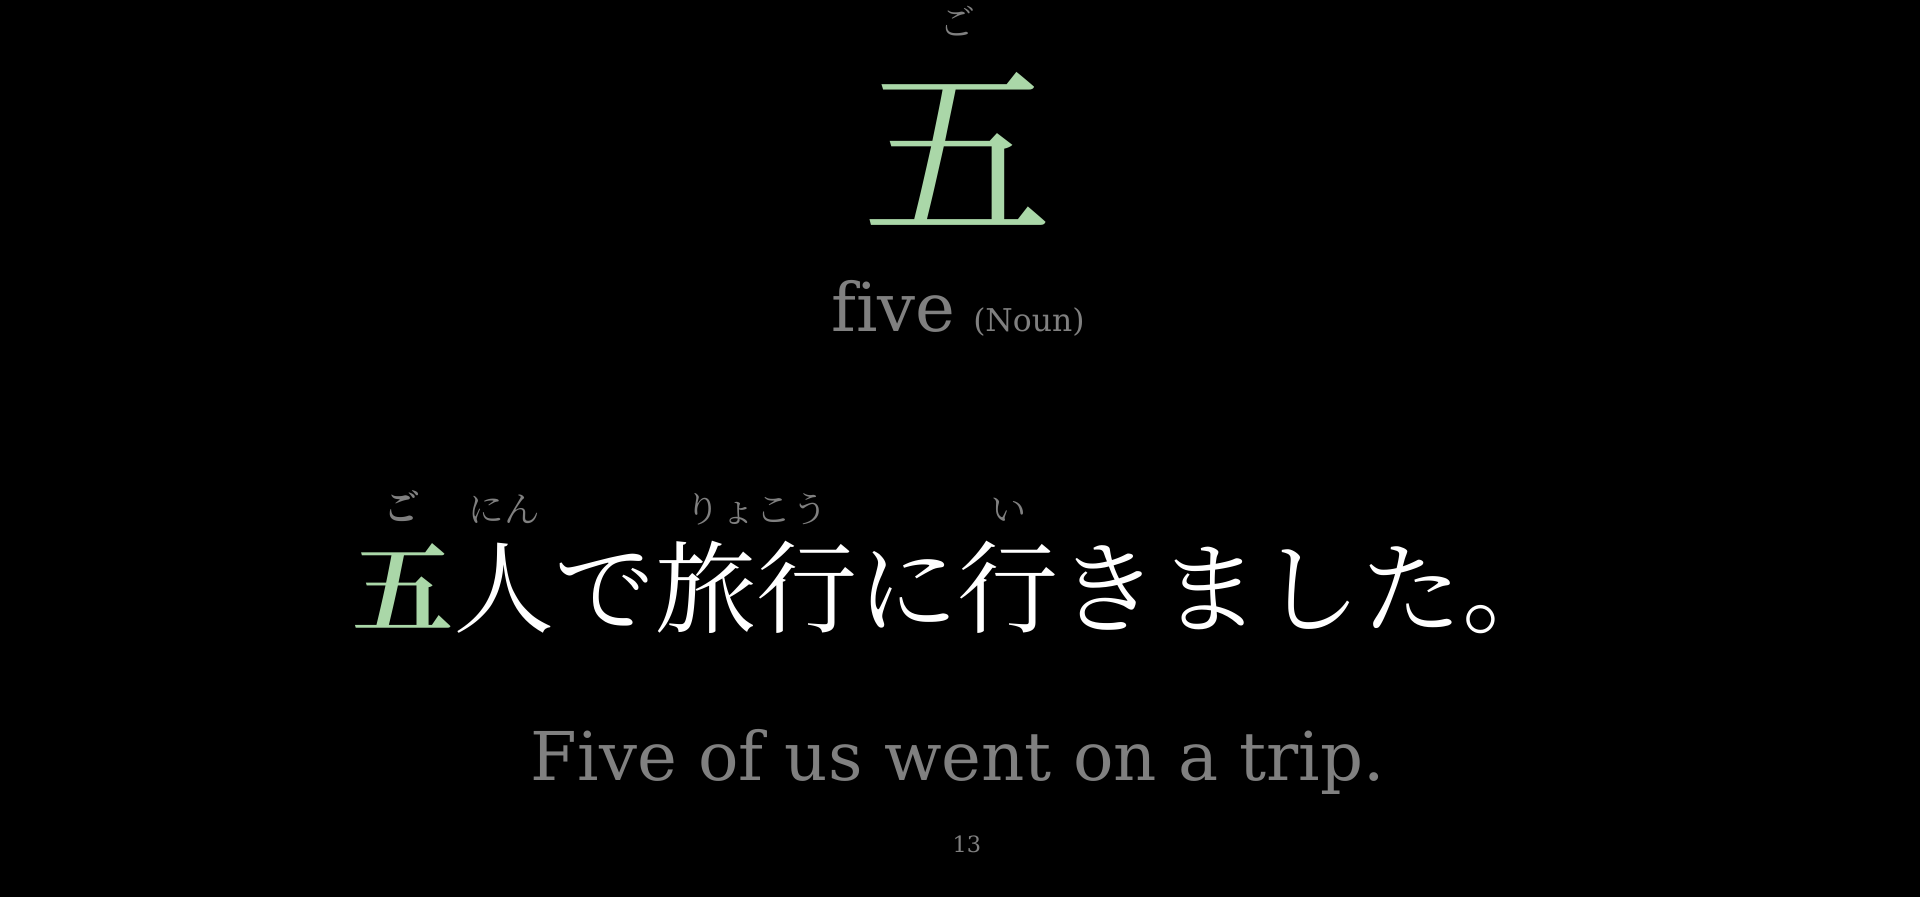 ご
五
five (Noun)
ご にん りょこう い
五人で旅行に行きました。
Five of us went on a trip.
13